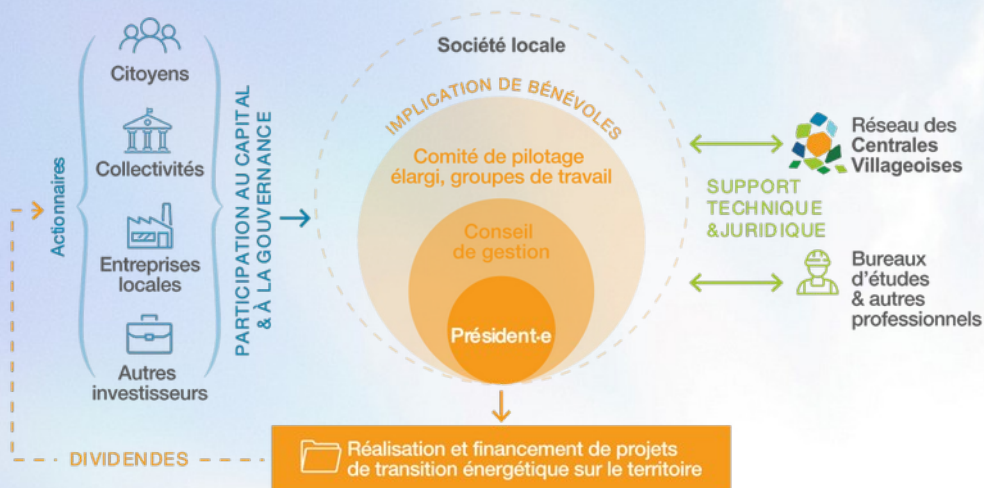 Actionnaires
Citoyens
Collectivités
Entreprises
locales
Autres
investisseurs
PARTICIPATION AU CAPITAL
& À LA GOUVERNANCE
Société locale
IMPLICATION DE BÉNÉVOLES
Comité de pilotage
élargi, groupes de travail
Conseil
de gestion
Président·e
SUPPORT
TECHNIQUE
&JURIDIQUE
Réseau des
Centrales
Villageoises
Bureaux
d'études
& autres
professionnels
DIVIDENDES
Réalisation et financement de projets
de transition énergétique sur le territoire